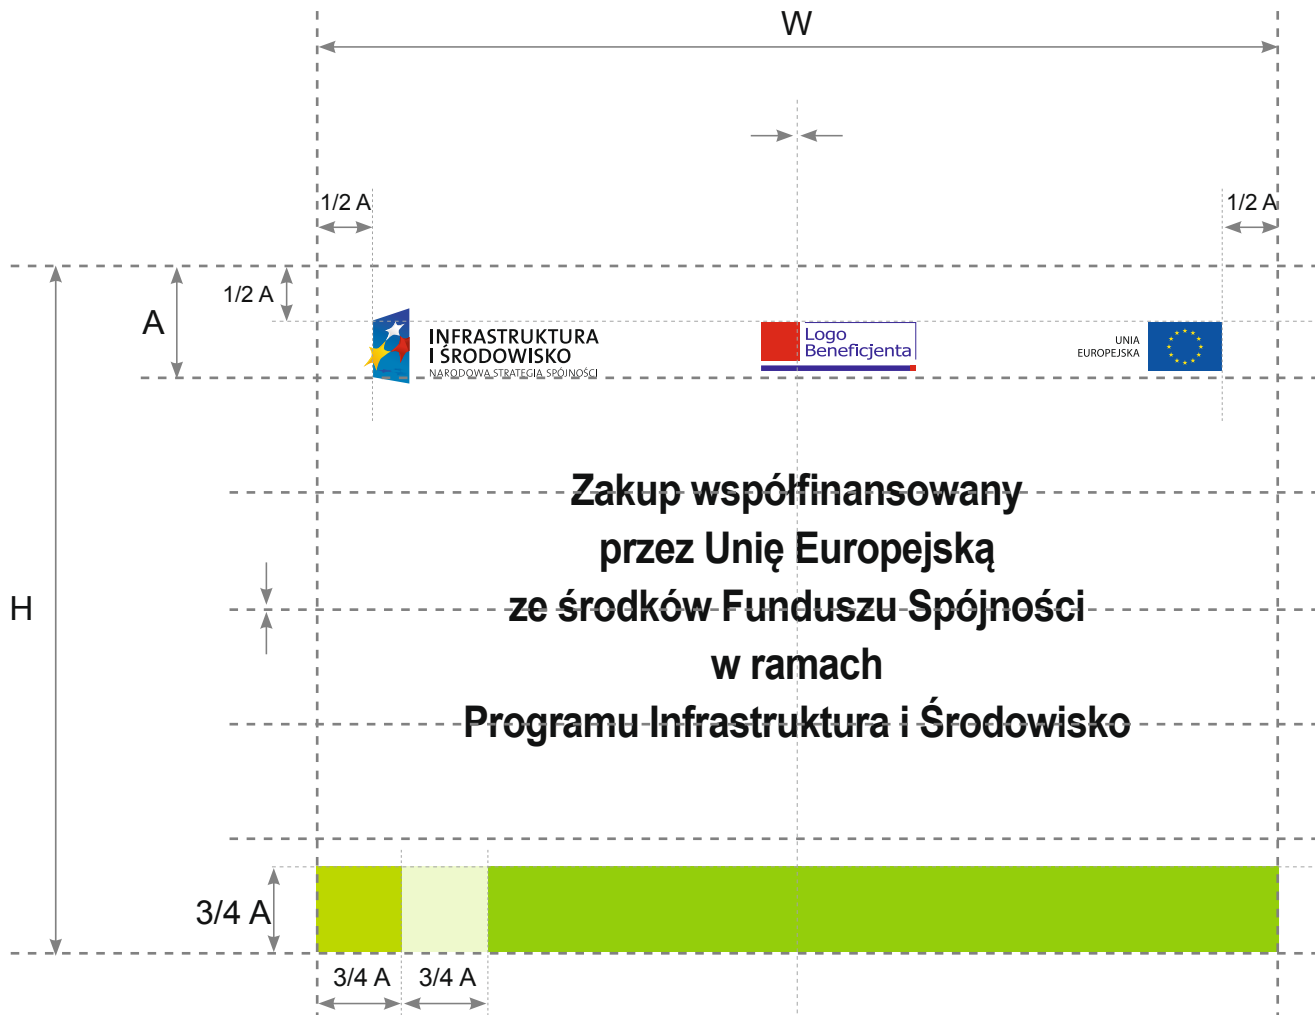 W
1/2 A
1/2 A
1/2 A
A
INFRASTRUKTURA
I ŚRODOWISKO
NARODOWA STRATEGIA SPÓJNOŚCI
Logo
Beneficjenta
UNIA
EUROPEJSKA
Zakup współfinansowany
przez Unię Europejską
H
ze środków Funduszu Spójności
w ramach
Programu Infrastruktura i Środowisko
3/4 A
3/4 A
3/4 A